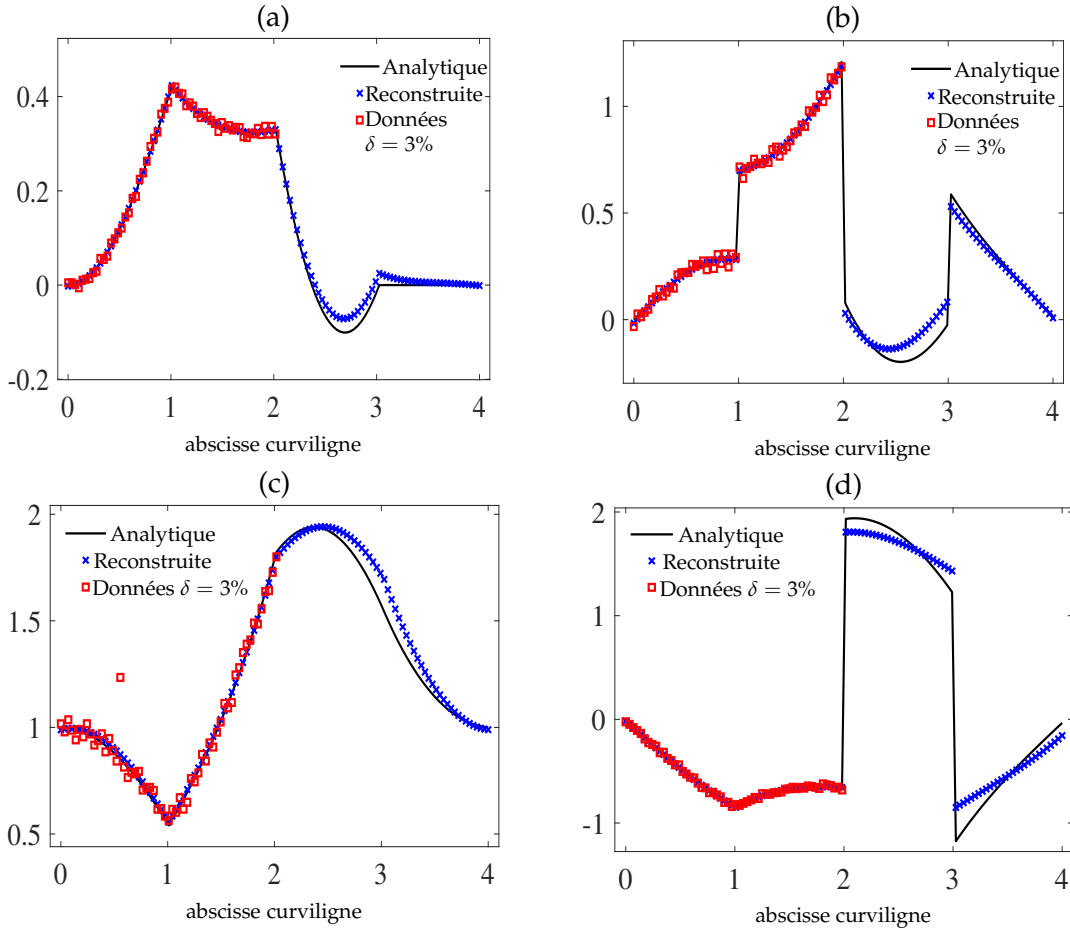 (a)
Analytique
Reconstruite
Données
δ = 3%
0.4
0.2
0
-0.2
0 1 2 3 4
abscisse curviligne
(b)
Analytique
Reconstruite
Données
δ = 3%
1
0.5
0
0 1 2 3 4
abscisse curviligne
(c)
Analytique
Reconstruite
Données δ = 3%
2
1.5
1
0.5
0 1 2 3 4
abscisse curviligne
(d)
Analytique
Reconstruite
Données δ = 3%
2
1
0
-1
0 1 2 3 4
abscisse curviligne